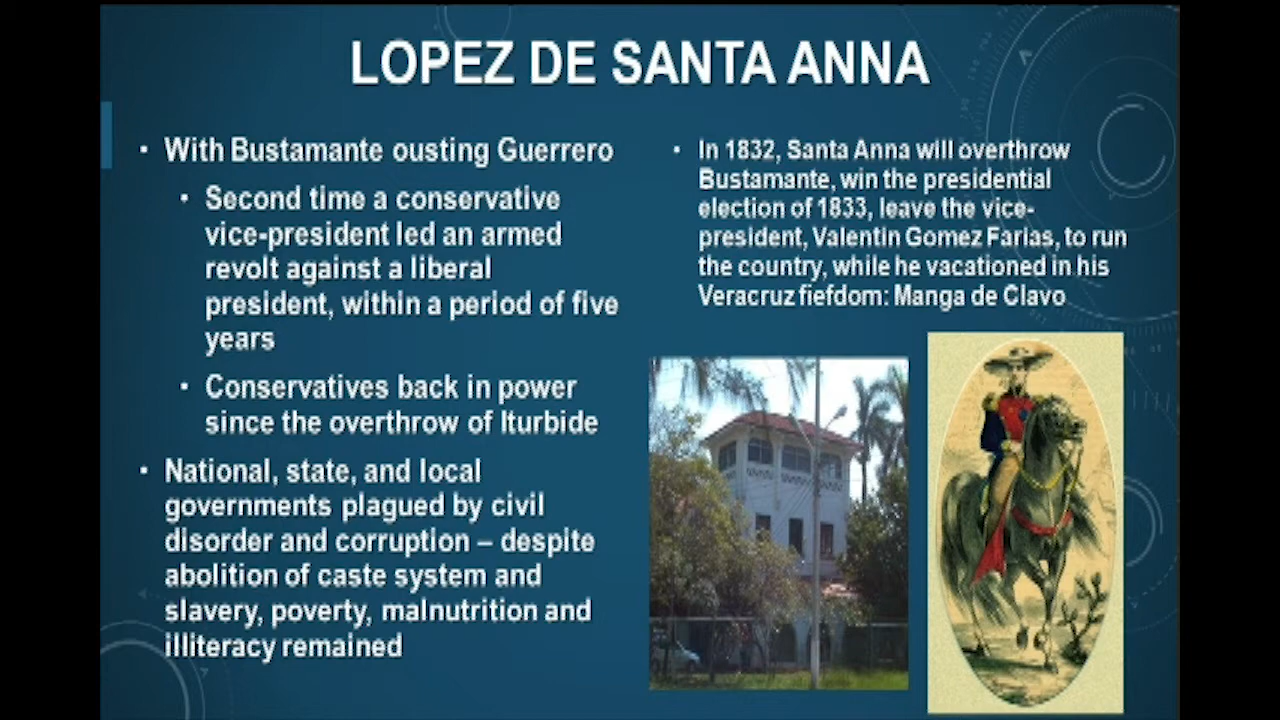 LOPEZ DE SANTA ANNA
• With Bustamante ousting Guerrero
• Second time a conservative
vice-president led an armed
revolt against a liberal
president, within a period of five
years
• Conservatives back in power
since the overthrow of Iturbide
• National, state, and local
governments plagued by civil
disorder and corruption – despite
abolition of caste system and
slavery, poverty, malnutrition and
illiteracy remained
• In 1832, Santa Anna will overthrow
Bustamante, win the presidential
election of 1833, leave the vice-
president, Valentin Gomez Farias, to run
the country, while he vacationed in his
Veracruz fiefdom: Manga de Clavo